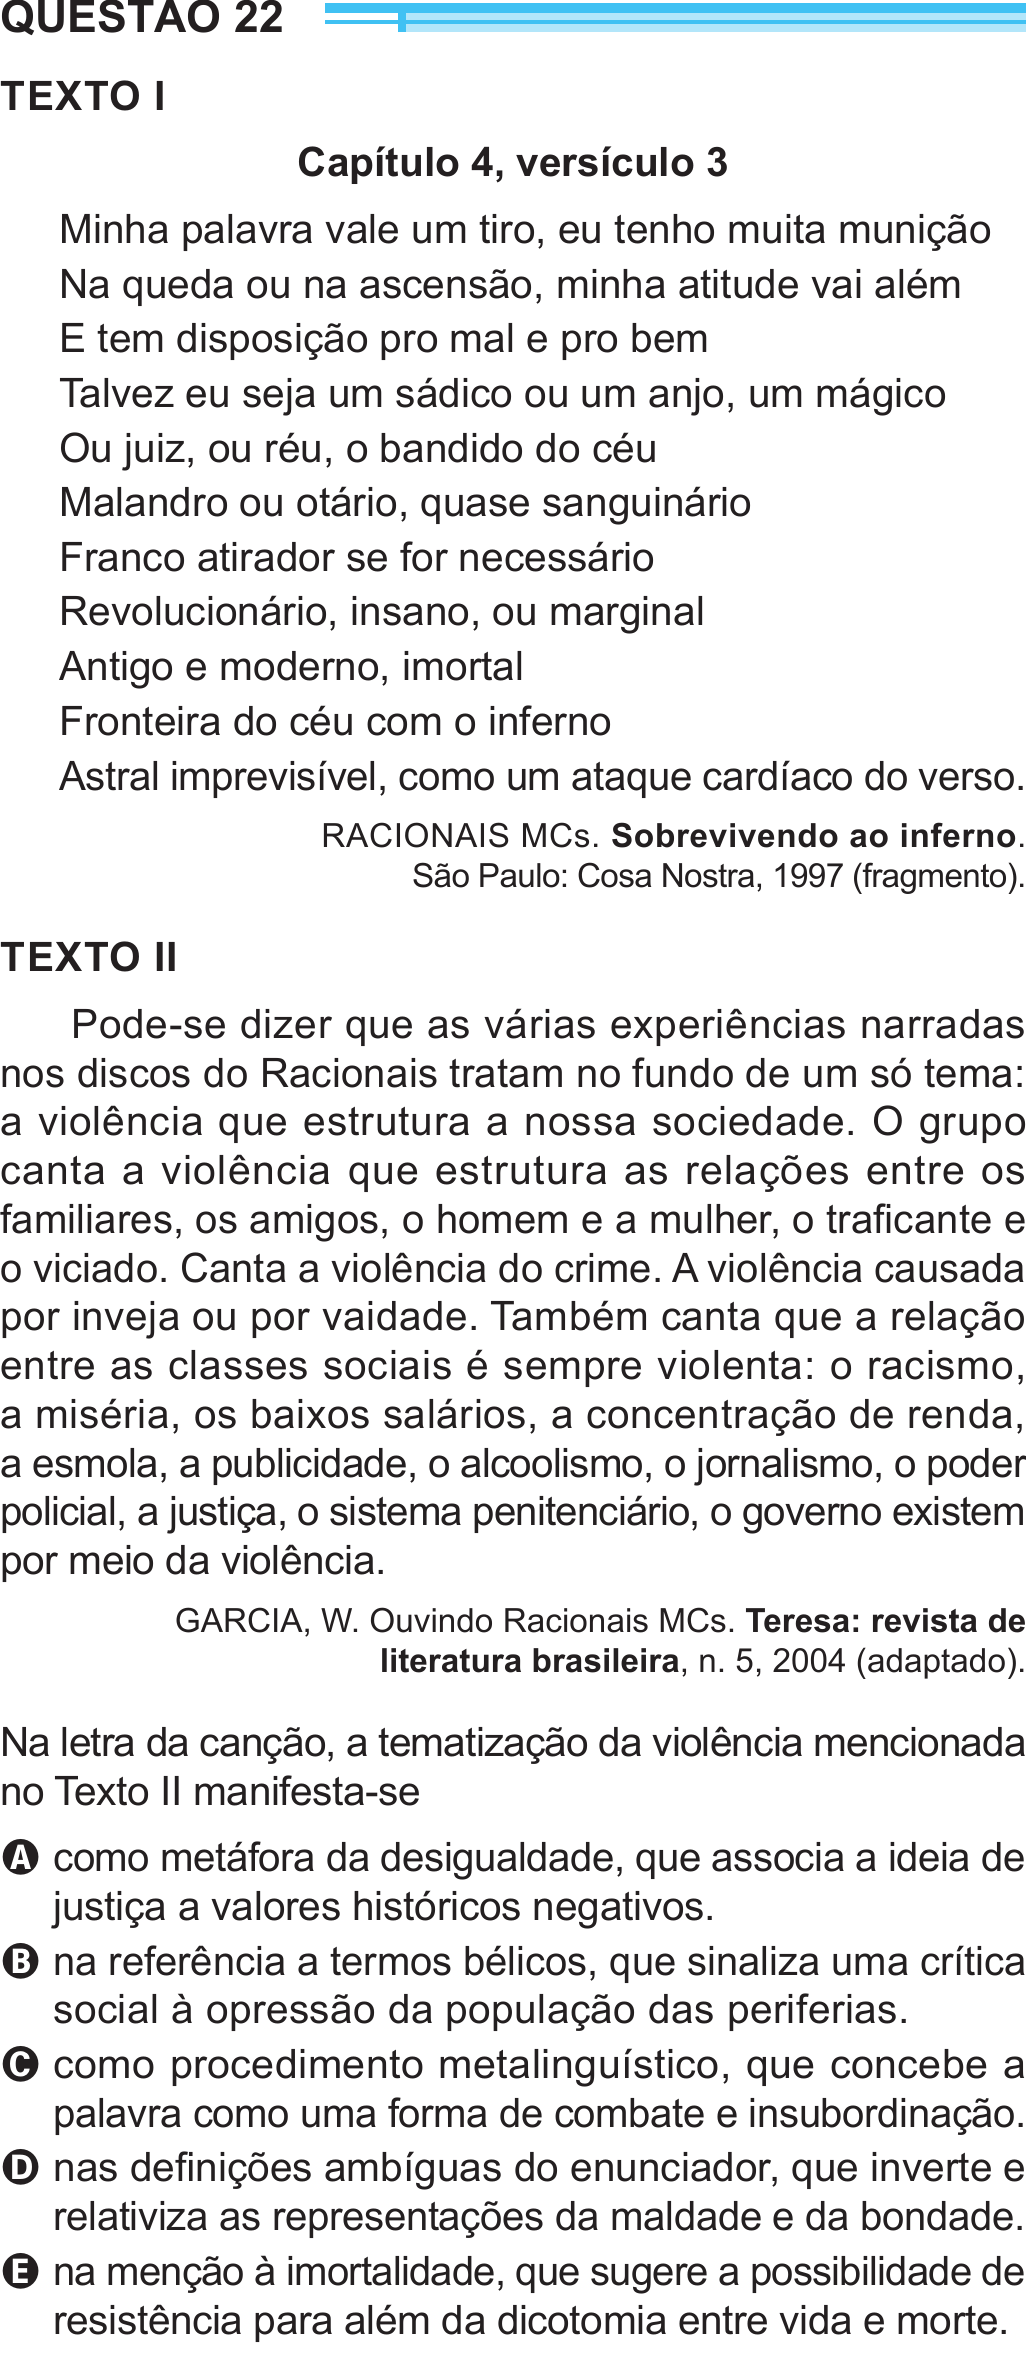 QUESTÃO 22
TEXTO I
Capítulo 4, versículo 3
Minha palavra vale um tiro, eu tenho muita munição
Na queda ou na ascensão, minha atitude vai além
E tem disposição pro mal e pro bem
Talvez eu seja um sádico ou um anjo, um mágico
Ou juiz, ou réu, o bandido do céu
Malandro ou otário, quase sanguinário
Franco atirador se for necessário
Revolucionário, insano, ou marginal
Antigo e moderno, imortal
Fronteira do céu com o inferno
Astral imprevisível, como um ataque cardíaco do verso.
RACIONAIS MCs. Sobrevivendo ao inferno.
São Paulo: Cosa Nostra, 1997 (fragmento).
TEXTO II
Pode-se dizer que as várias experiências narradas
nos discos do Racionais tratam no fundo de um só tema:
a violência que estrutura a nossa sociedade. O grupo
canta a violência que estrutura as relações entre os
familiares, os amigos, o homem e a mulher, o traficante e
o viciado. Canta a violência do crime. A violência causada
por inveja ou por vaidade. Também canta que a relação
entre as classes sociais é sempre violenta: o racismo,
a miséria, os baixos salários, a concentração de renda,
a esmola, a publicidade, o alcoolismo, o jornalismo, o poder
policial, a justiça, o sistema penitenciário, o governo existem
por meio da violência.
GARCIA, W. Ouvindo Racionais MCs. Teresa: revista de
literatura brasileira, n. 5, 2004 (adaptado).
Na letra da canção, a tematização da violência mencionada
no Texto II manifesta-se
A como metáfora da desigualdade, que associa a ideia de
justiça a valores históricos negativos.
B na referência a termos bélicos, que sinaliza uma crítica
social à opressão da população das periferias.
C como procedimento metalinguístico, que concebe a
palavra como uma forma de combate e insubordinação.
D nas definições ambíguas do enunciador, que inverte e
relativiza as representações da maldade e da bondade.
E na menção à imortalidade, que sugere a possibilidade de
resistência para além da dicotomia entre vida e morte.